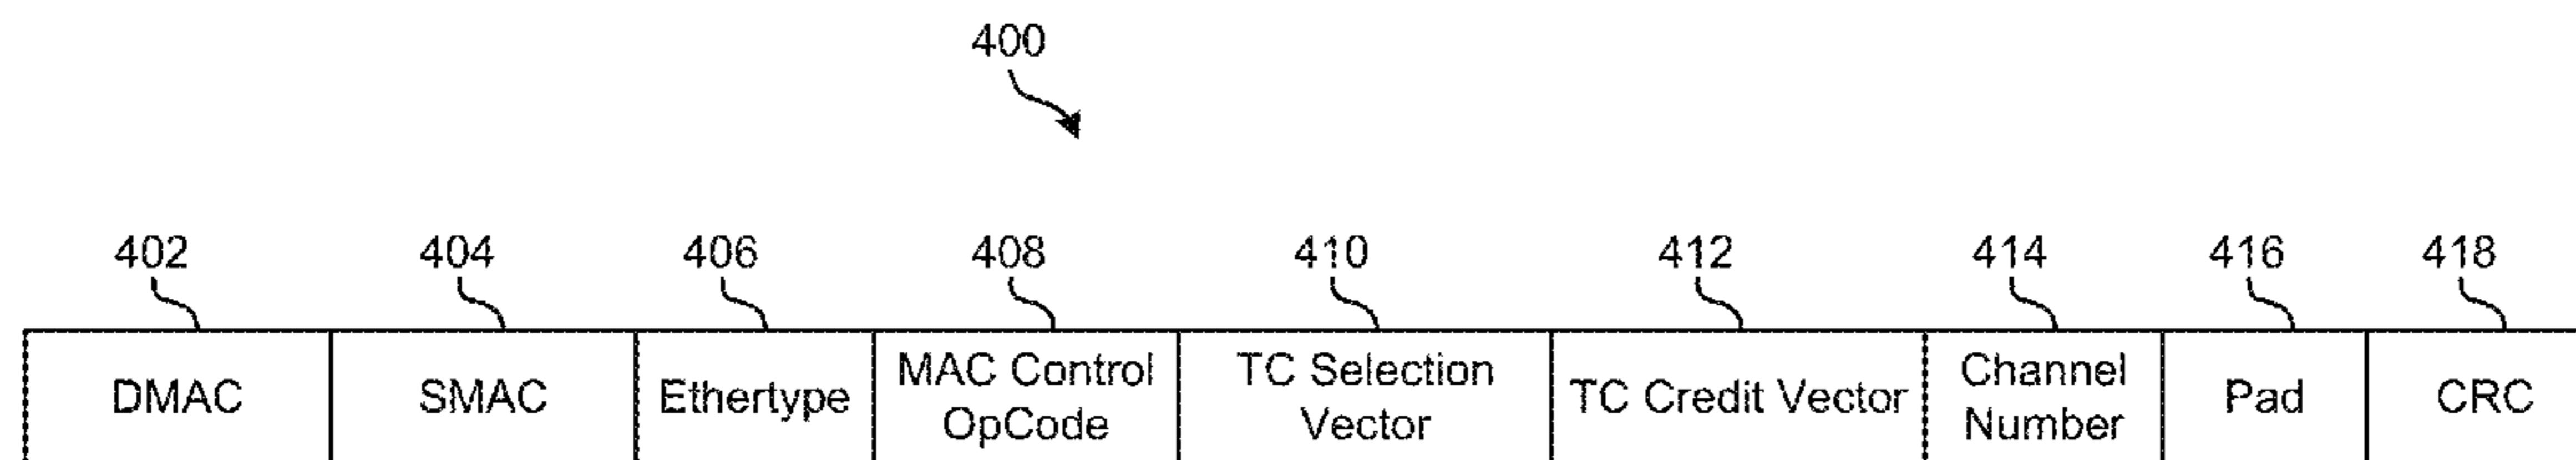 400
402 404 406 408 410 412 414 416 418
DMAC SMAC Ethertype MAC Control OpCode TC Selection Vector TC Credit Vector Channel Number Pad CRC